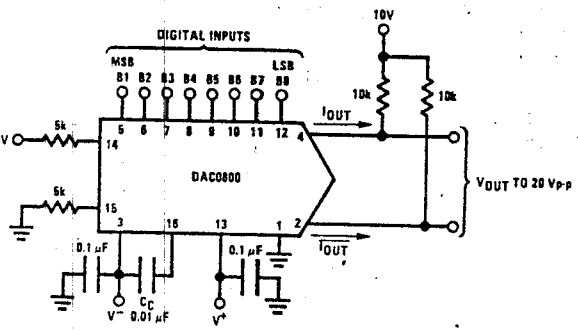 DIGITAL INPUTS
10V
MSB LSB
B1 B2 B3 B4 B5 B6 B7 B8
10k 10k
5k
5 6 7 8 9 10 11 12
IOUT
V
14
4
DAC0800
VOUT TO 20 Vp-p
5k
15
3 16 13 1 2
IOUT
0.1 µF
CC
0.01 µF
0.1 µF
V-
V+